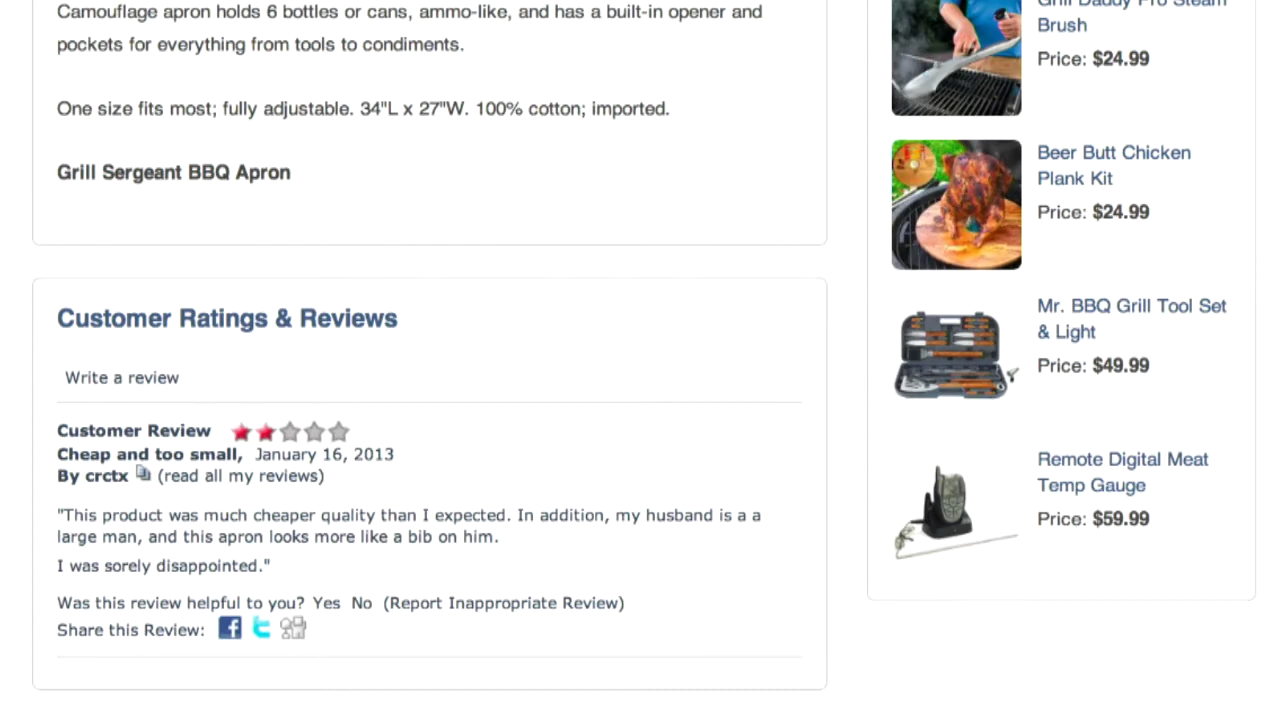 Camouflage apron holds 6 bottles or cans, ammo-like, and has a built-in opener and
pockets for everything from tools to condiments.
One size fits most; fully adjustable. 34"L x 27"W. 100% cotton; imported.
Grill Sergeant BBQ Apron
Customer Ratings & Reviews
Write a review
Customer Review
Cheap and too small, January 16, 2013
By crctx (read all my reviews)
"This product was much cheaper quality than I expected. In addition, my husband is a a
large man, and this apron looks more like a bib on him.
I was sorely disappointed."
Was this review helpful to you? Yes No (Report Inappropriate Review)
Share this Review:
Grill Daddy Pro Steam
Brush
Price: $24.99
Beer Butt Chicken
Plank Kit
Price: $24.99
Mr. BBQ Grill Tool Set
& Light
Price: $49.99
Remote Digital Meat
Temp Gauge
Price: $59.99